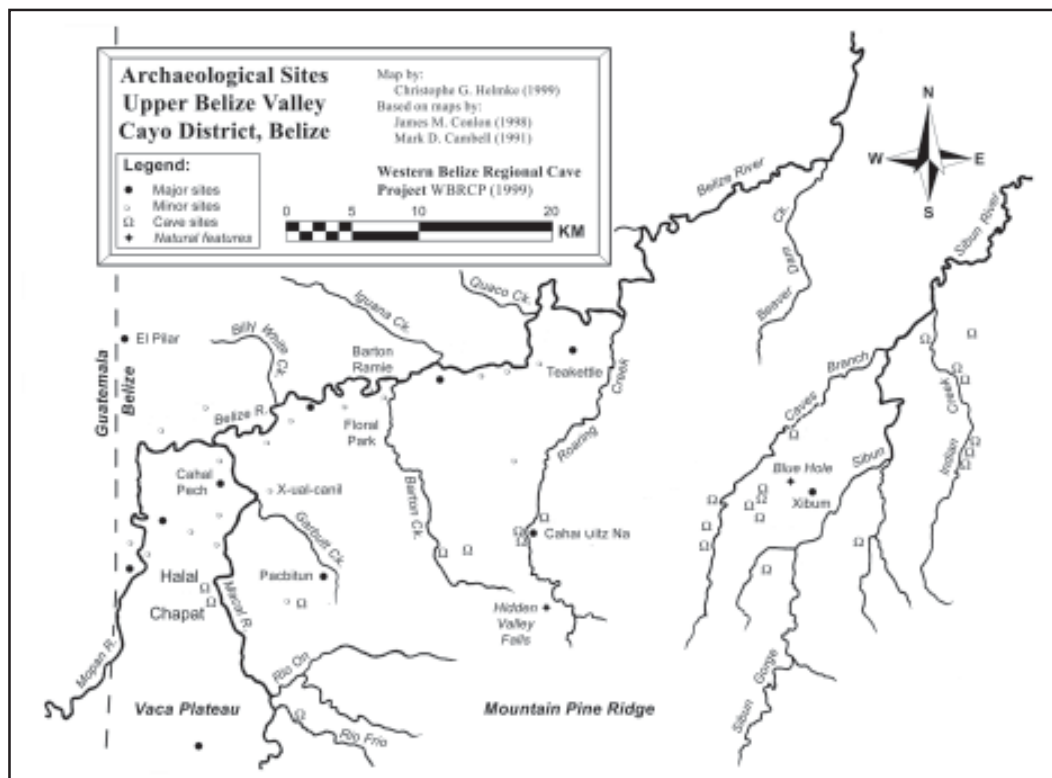 Archaeological Sites
Upper Belize Valley
Cayo District, Belize
Map by:
Christophe G. Helmke (1999)
Based on maps by:
James M. Conlon (1998)
Mark D. Cambell (1991)
Western Belize Regional Cave
Project WBRCP (1999)
Legend:
Major sites
Minor sites
Cave sites
Natural features
0 5 10 20
KM
N
W E
S
Belize River
Sibun River
Beaver Dam Ck.
Quaco Ck.
Iguana Ck.
Billy White Ck.
El Pilar
Guatemala
Belize
Barton
Ramie
Teakettle
Roaring Creek
Caves Branch
Indian Creek
Belize R.
Floral
Park
Blue Hole
Sibun
Cahal
Pech
X-ual-canil
Barton Ck.
Xibum
Garbutt Ck.
Cahal Uitz Na
Halal
Pacbitun
Chapat
Macal R.
Hidden
Valley
Falls
Mopan R.
Rio On
Sibun Gorge
Vaca Plateau
Mountain Pine Ridge
Rio Frio